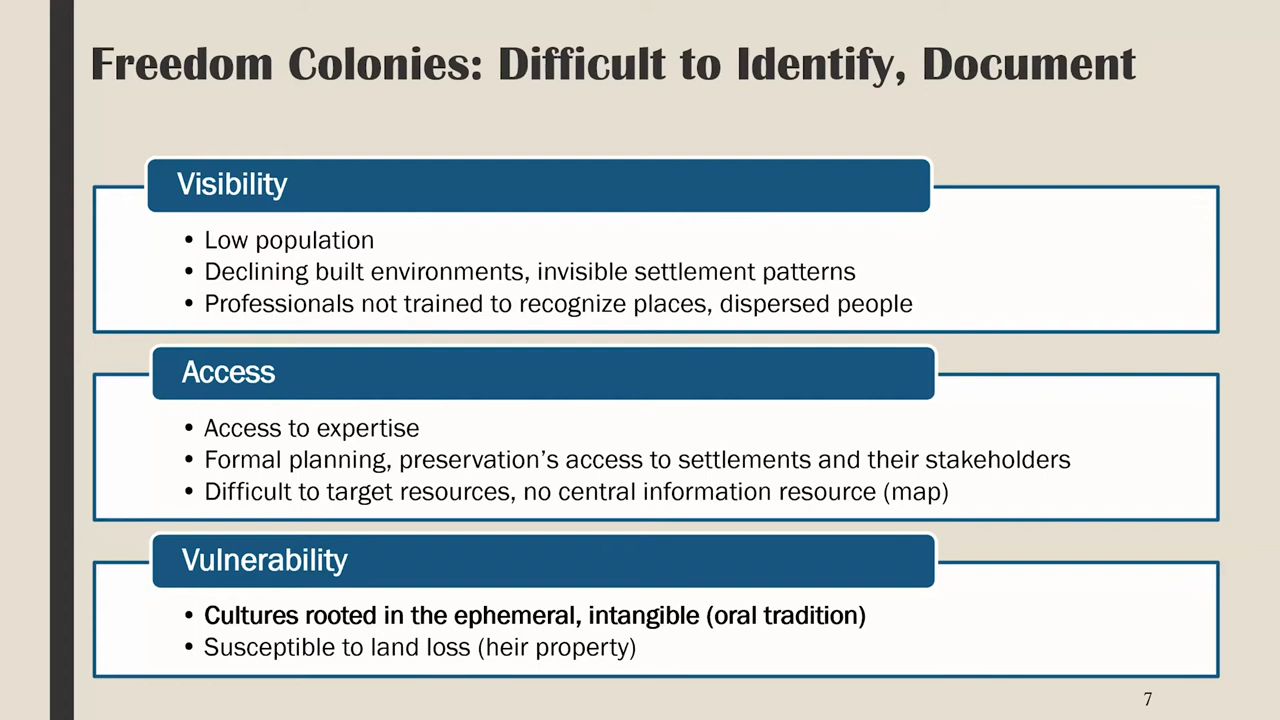 Freedom Colonies: Difficult to Identify, Document
Visibility
• Low population
• Declining built environments, invisible settlement patterns
• Professionals not trained to recognize places, dispersed people
Access
• Access to expertise
• Formal planning, preservation’s access to settlements and their stakeholders
• Difficult to target resources, no central information resource (map)
Vulnerability
• Cultures rooted in the ephemeral, intangible (oral tradition)
• Susceptible to land loss (heir property)
7